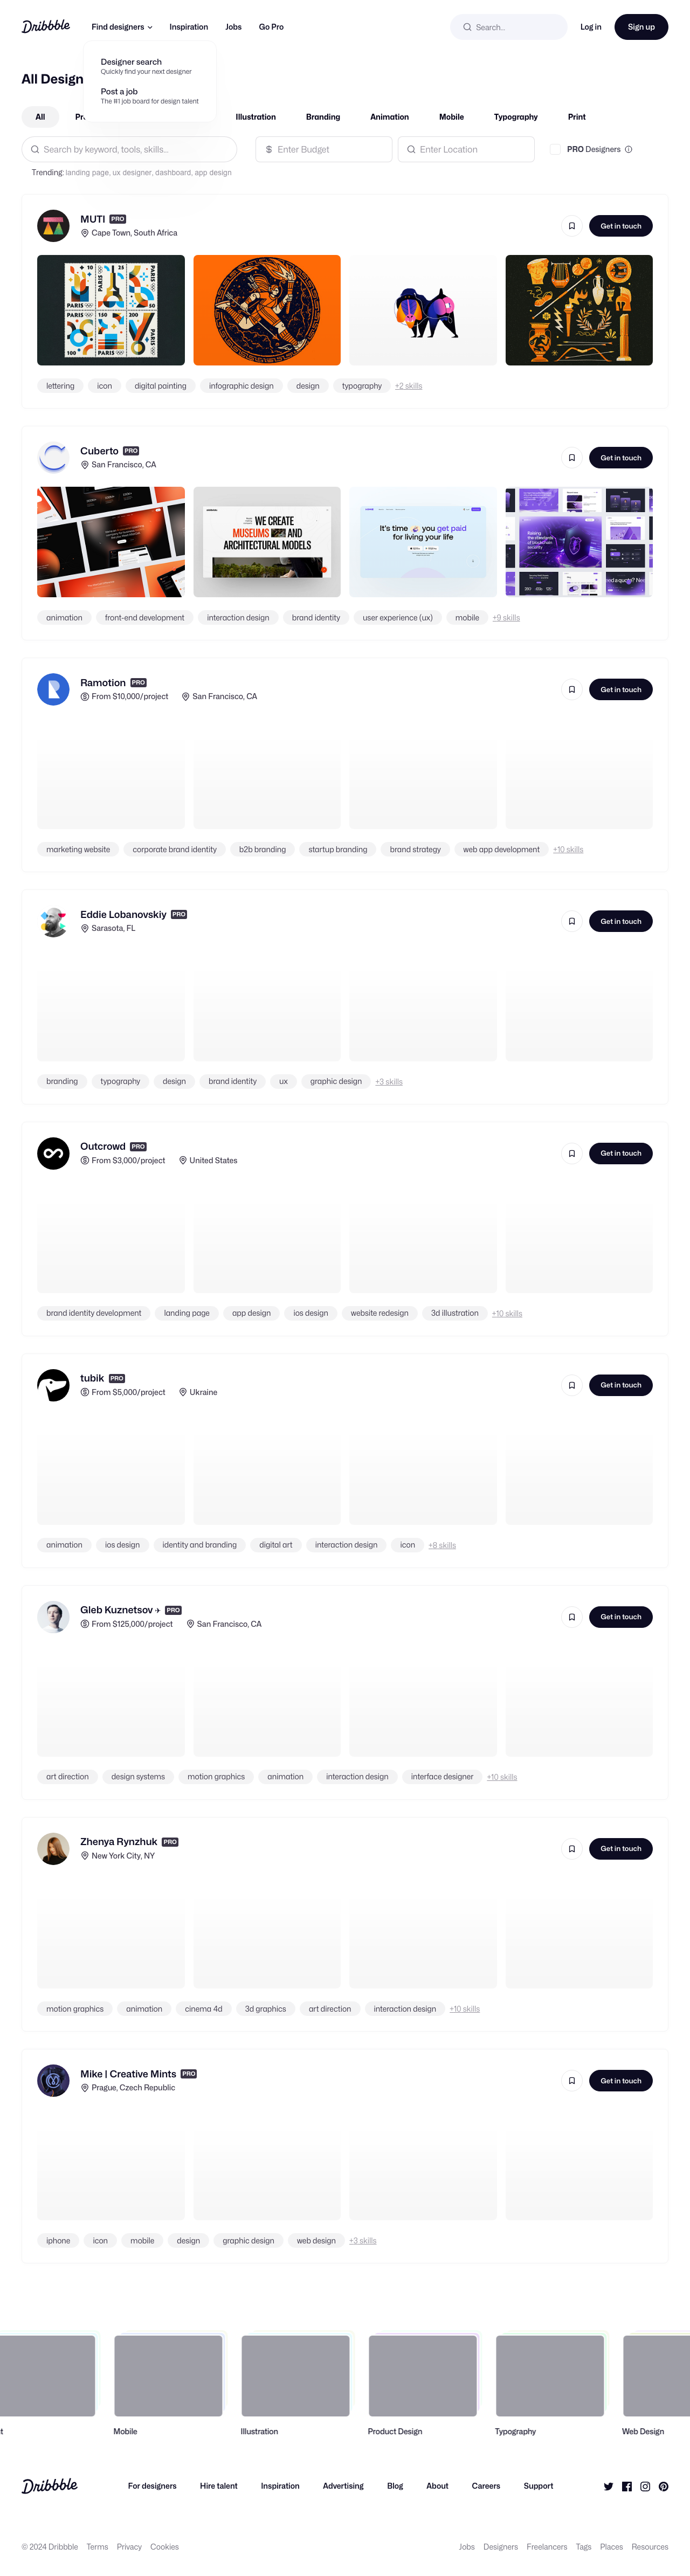 Dribbble Find designers Inspiration Jobs Go Pro Search... Log in Sign up
Designer search
Quickly find your next designer
All Design
Post a job
The #1 job board for design talent
All Illustration Branding Animation Mobile Typography Print
Search by keyword, tools, skills... Enter Budget Enter Location PRO Designers
Trending: landing page, ux designer, dashboard, app design
MUTI PRO
Cape Town, South Africa
Get in touch
lettering icon digital painting infographic design design typography +2 skills
Cuberto PRO
San Francisco, CA
Get in touch
WE CREATE
MUSEUMS AND
ARCHITECTURAL MODELS
It's time you get paid
for living your life
animation front-end development interaction design brand identity user experience (ux) mobile +9 skills
Ramotion PRO
From $10,000/project San Francisco, CA
Get in touch
marketing website corporate brand identity b2b branding startup branding brand strategy web app development +10 skills
Eddie Lobanovskiy PRO
Sarasota, FL
Get in touch
branding typography design brand identity ux graphic design +3 skills
Outcrowd PRO
From $3,000/project United States
Get in touch
brand identity development landing page app design ios design website redesign 3d illustration +10 skills
tubik PRO
From $5,000/project Ukraine
Get in touch
animation ios design identity and branding digital art interaction design icon +8 skills
Gleb Kuznetsov ✈ PRO
From $125,000/project San Francisco, CA
Get in touch
art direction design systems motion graphics animation interaction design interface designer +10 skills
Zhenya Rynzhuk PRO
New York City, NY
Get in touch
motion graphics animation cinema 4d 3d graphics art direction interaction design +10 skills
Mike | Creative Mints PRO
Prague, Czech Republic
Get in touch
iphone icon mobile design graphic design web design +3 skills
t Mobile Illustration Product Design Typography Web Design
Dribbble For designers Hire talent Inspiration Advertising Blog About Careers Support
© 2024 Dribbble Terms Privacy Cookies Jobs Designers Freelancers Tags Places Resources